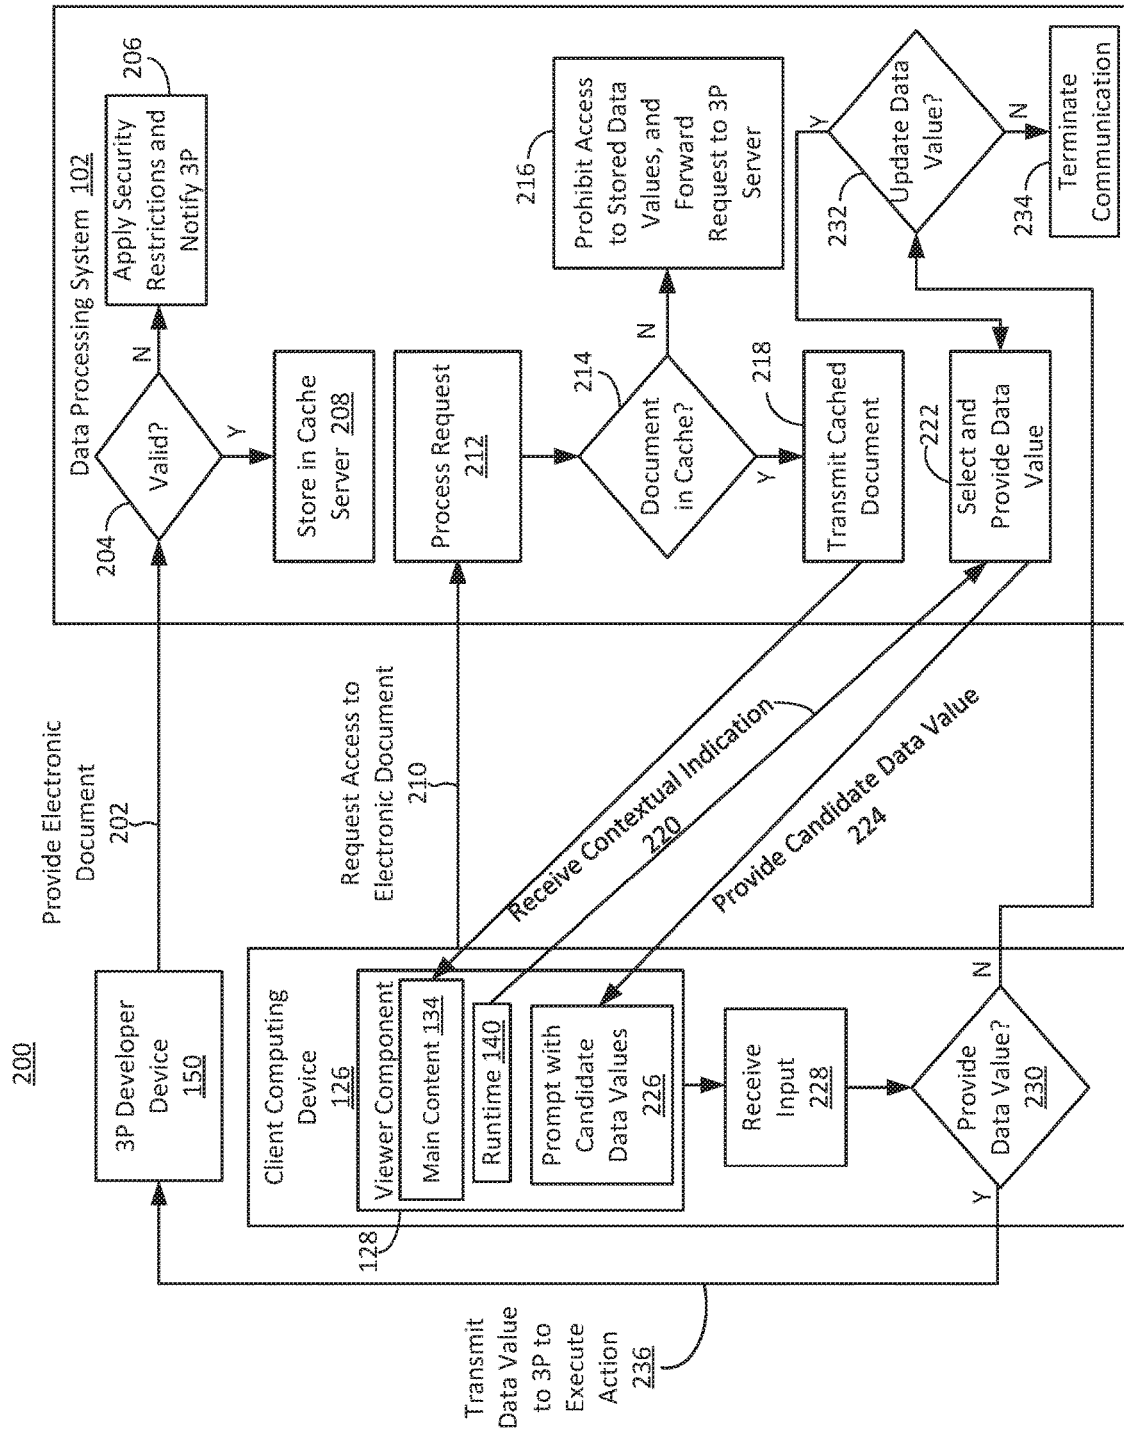 200
3P Developer
Device
150
Provide Electronic
Document
202
Data Processing System 102
204
Valid?
N
Y
Apply Security
Restrictions and
Notify 3P
206
Store in Cache
Server 208
Client Computing
Device
126
Request Access to
Electronic Document
210
Process Request
212
214
Document
in Cache?
N
Y
216
Prohibit Access
to Stored Data
Values, and
Forward
Request to 3P
Server
128
Viewer Component
Main Content 134
Runtime 140
Prompt with
Candidate
Data Values
226
Receive Contextual Indication
220
Provide Candidate Data Value
224
Transmit Cached
Document
218
222
Select and
Provide Data
Value
Receive
Input
228
Provide
Data Value?
230
Y
N
232
Update Data
Value?
Y
N
234
Terminate
Communication
Transmit
Data Value
to 3P to
Execute
Action
236